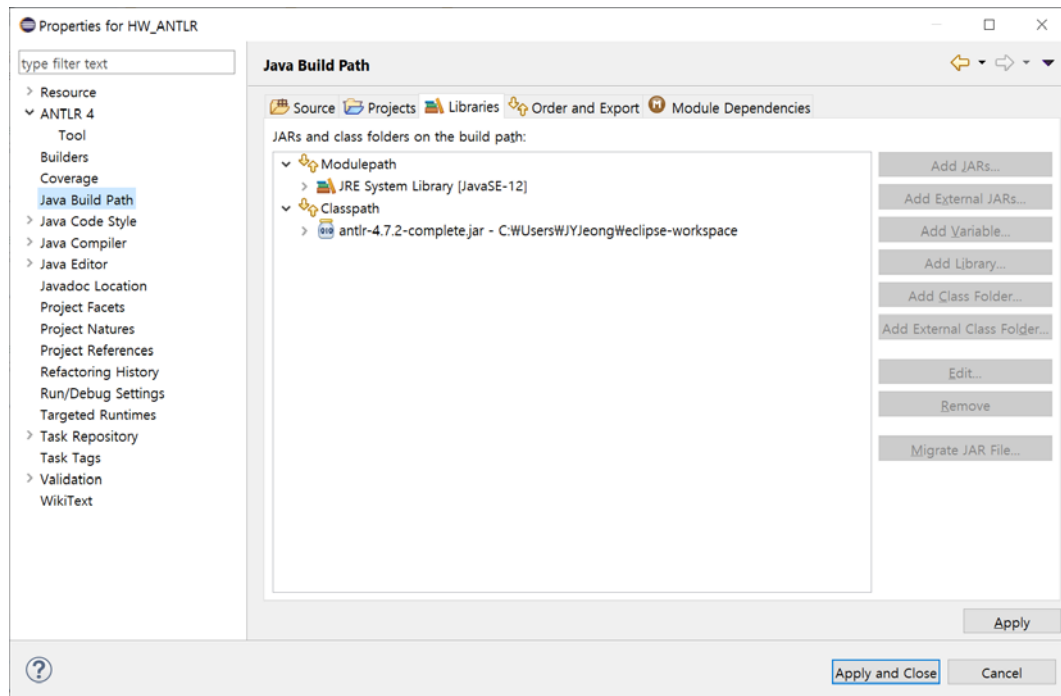 Properties for HW_ANTLR
type filter text
Resource
ANTLR 4
Tool
Builders
Coverage
Java Build Path
Java Code Style
Java Compiler
Java Editor
Javadoc Location
Project Facets
Project Natures
Project References
Refactoring History
Run/Debug Settings
Targeted Runtimes
Task Repository
Task Tags
Validation
WikiText
Java Build Path
Source Projects Libraries Order and Export Module Dependencies
JARs and class folders on the build path:
Modulepath
JRE System Library [JavaSE-12]
Classpath
antlr-4.7.2-complete.jar - C:₩Users₩JYJeong₩eclipse-workspace
Add JARs...
Add External JARs...
Add Variable...
Add Library...
Add Class Folder...
Add External Class Folder...
Edit...
Remove
Migrate JAR File...
Apply
Apply and Close Cancel